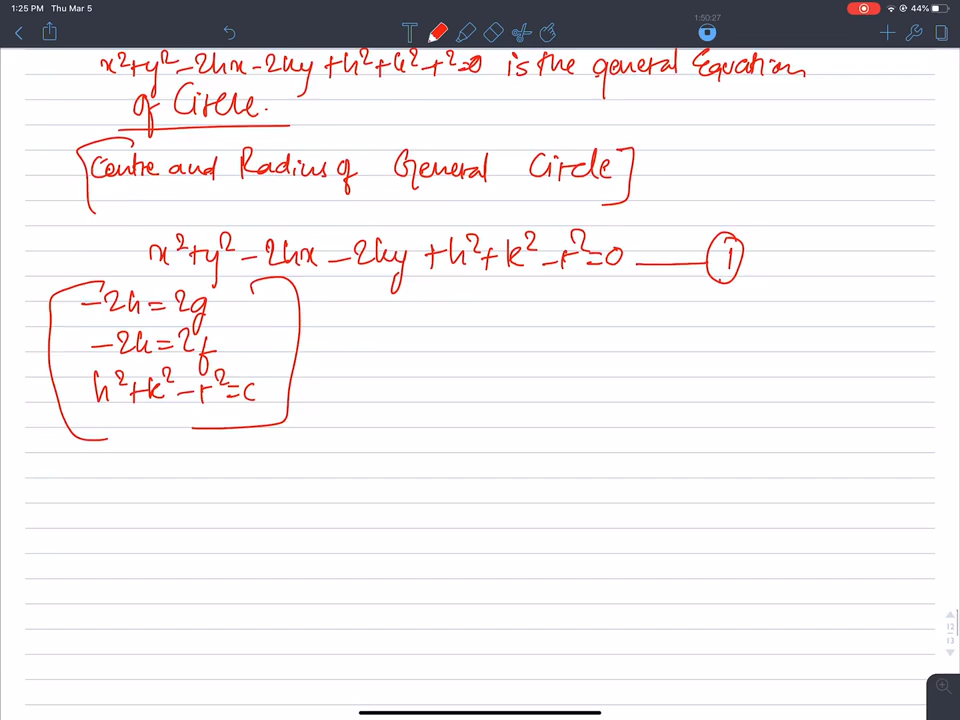 1:25 PM Thu Mar 5
1:50:27
44%
x²+y²-2hx-2ky+h²+k²-r²=0 is the general Equation
of Circle.
[Centre and Radius of General Circle]
x²+y²-2hx-2ky+h²+k²-r²=0 ——— ①
-2h=2g
-2k=2f
h²+k²-r²=c
12
13